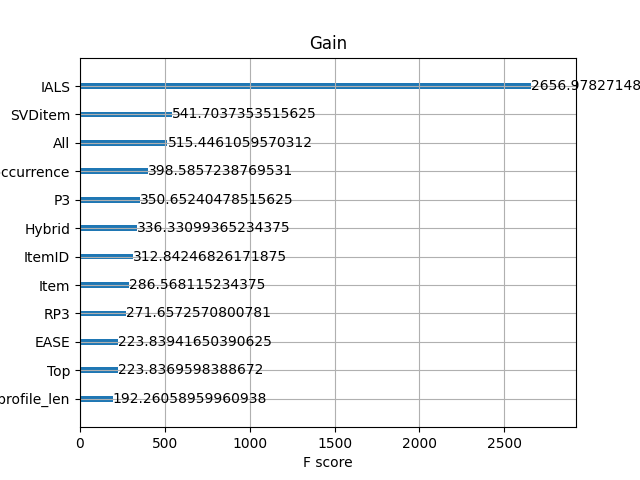 Gain
IALS 2656.97827148
SVDitem 541.7037353515625
All 515.4461059570312
ccurrence 398.5857238769531
P3 350.65240478515625
Hybrid 336.33099365234375
ItemID 312.84246826171875
Item 286.568115234375
RP3 271.6572570800781
EASE 223.83941650390625
Top 223.8369598388672
profile_len 192.26058959960938
0 500 1000 1500 2000 2500
F score